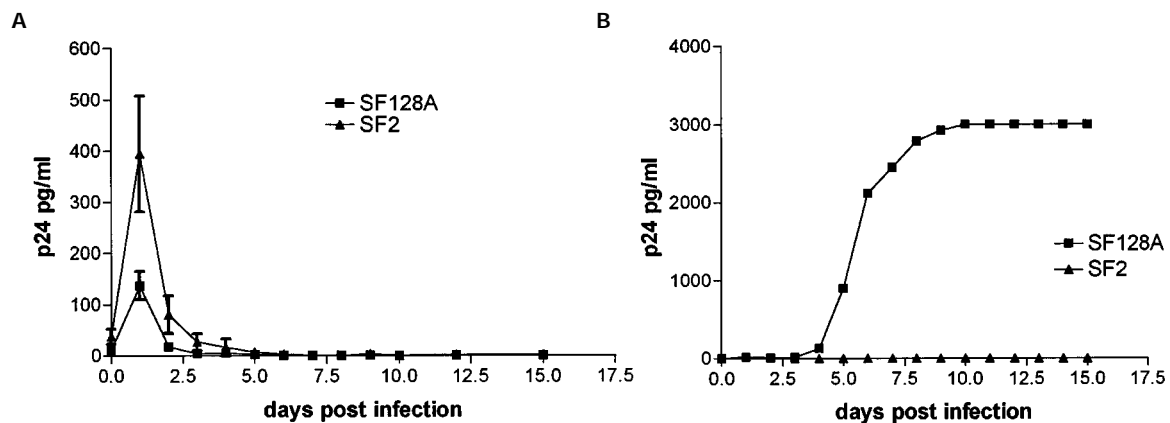 A
600
500
400
300
200
100
0
p24 pg/ml
SF128A
SF2
0.0 2.5 5.0 7.5 10.0 12.5 15.0 17.5
days post infection
B
4000
3000
2000
1000
0
p24 pg/ml
SF128A
SF2
0.0 2.5 5.0 7.5 10.0 12.5 15.0 17.5
days post infection